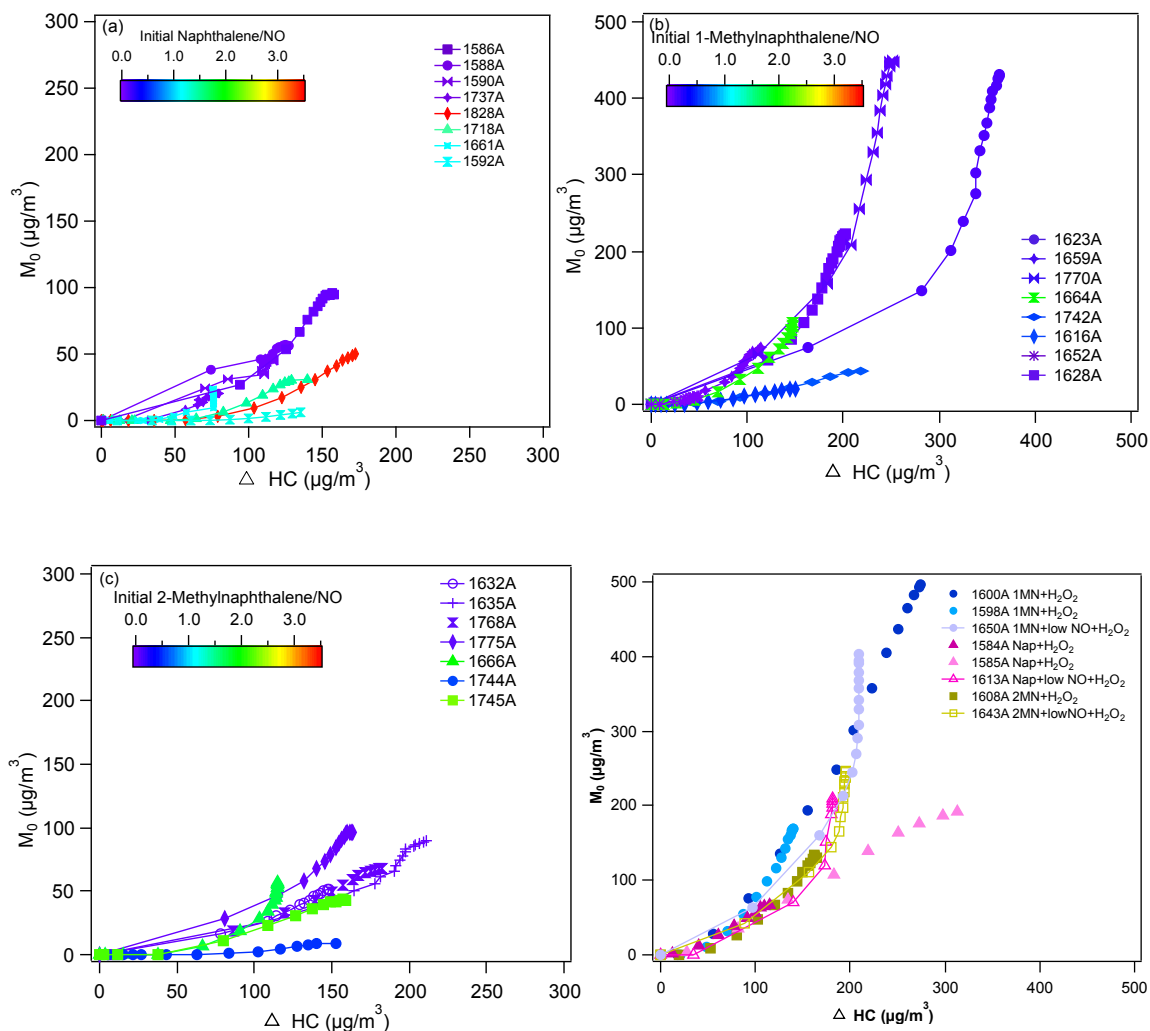 (a)
Initial Naphthalene/NO
0.0 1.0 2.0 3.0
1586A
1588A
1590A
1737A
1828A
1718A
1661A
1592A
300
250
200
150
100
50
0
M₀ (µg/m³)
0 50 100 150 200 250 300
△ HC (µg/m³)
(b)
Initial 1-Methylnaphthalene/NO
0.0 1.0 2.0 3.0
1623A
1659A
1770A
1664A
1742A
1616A
1652A
1628A
500
400
300
200
100
0
M₀ (µg/m³)
0 100 200 300 400 500
△ HC (µg/m³)
(c)
Initial 2-Methylnaphthalene/NO
0.0 1.0 2.0 3.0
1632A
1635A
1768A
1775A
1666A
1744A
1745A
300
250
200
150
100
50
0
M₀ (µg/m³)
0 50 100 150 200 250 300
△ HC (µg/m³)
1600A 1MN+H₂O₂
1598A 1MN+H₂O₂
1650A 1MN+low NO+H₂O₂
1584A Nap+H₂O₂
1585A Nap+H₂O₂
1613A Nap+low NO+H₂O₂
1608A 2MN+H₂O₂
1643A 2MN+lowNO+H₂O₂
500
400
300
200
100
0
M₀ (µg/m³)
0 100 200 300 400 500
△ HC (µg/m³)